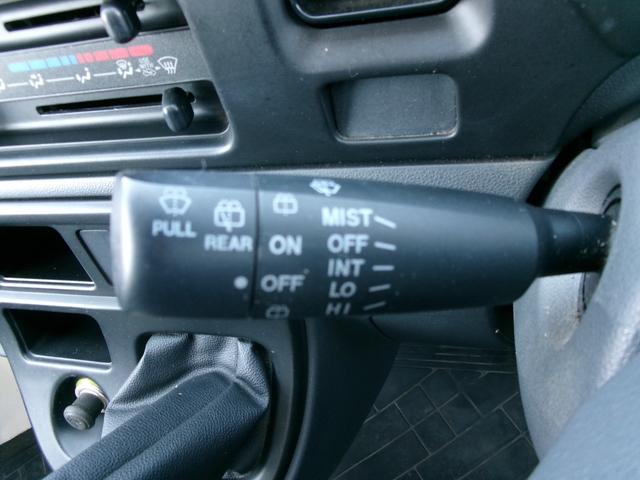 PULL
REAR
ON
OFF
MIST
OFF
INT
LO
HI